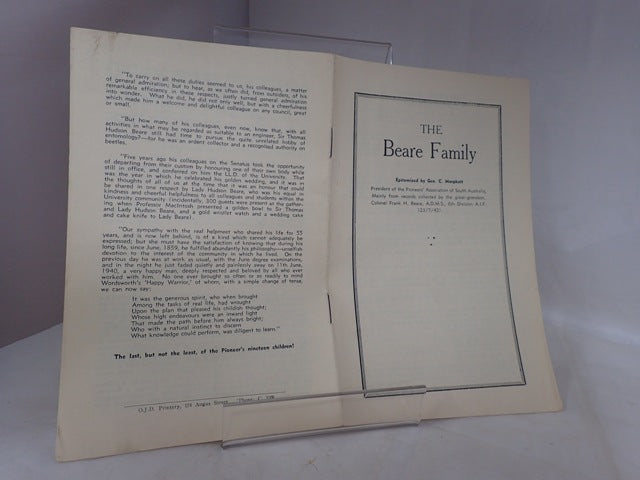 "To carry on all these duties seemed to us, his colleagues, a matter
of general admiration; but to hear, as we often did, from outsiders, of his
remarkable efficiency in these respects, justly turned general admiration
into wonder. What he did, he did not only well, but with a cheerfulness
which made him a welcome and delightful colleague on any council, great
or small.
"But how many of his colleagues, even now, know that, with all
activities in what may be regarded as suitable to an engineer, Sir Thomas
Hudson Beare still had time to pursue the quite unrelated hobby of
entomology?—for he was an ardent collector and a recognised authority on
beetles.
"Five years ago his colleagues on the Senatus took the opportunity
of departing from their custom by honouring one of their own body while
still in office, and conferred on him the LL.D. of the University. That
was the year in which he celebrated his golden wedding; and it was in
the thoughts of all of us at the time that it was an honour that could
be shared in one respect by Lady Hudson Beare, who was his equal in
kindness and cheerful helpfulness to all colleagues and students within the
University community (incidentally, 500 guests were present at the gather-
ing when Professor MacIntosh presented a golden bowl to Sir Thomas
and Lady Hudson Beare, and a gold wristlet watch and a wedding cake
and cake knife to Lady Beare).
"Our sympathy with the real helpmeet who shared his life for 55
years, and is now left behind, is of a kind which cannot adequately be
expressed; but she must have the satisfaction of knowing that during his
long life, since June, 1859, he fulfilled abundantly his philosophy—unselfish
devotion to the interest of the community in which he lived. On the
previous day he was at work as usual, with the June degree examinations,
and in the night he just faded quietly and painlessly away on 11th June,
1940, a very happy man, deeply respected and beloved by all who ever
worked with him. No one ever brought so often or so readily to mind
Wordsworth's 'Happy Warrior,' of whom, with a simple change of tense,
we can now say:
It was the generous spirit, who when brought
Among the tasks of real life, had wrought
Upon the plan that pleased his childish thought;
Whose high endeavours were an inward light
That made the path before him always bright;
Who with a natural instinct to discern
What knowledge could perform, was diligent to learn."
The last, but not the least, of the Pioneer's nineteen children!
O.J.D. Printery, 124 Angas Street. Phone, C.
THE
Beare Family
Epitomised by Geo. C. Morphett
President of the Pioneers' Association of South Australia,
Mainly from records collected by the great-grandson,
Colonel Frank H. Beare, A.D.M.S., 6th Division, A.I.F.
(23/7/42)